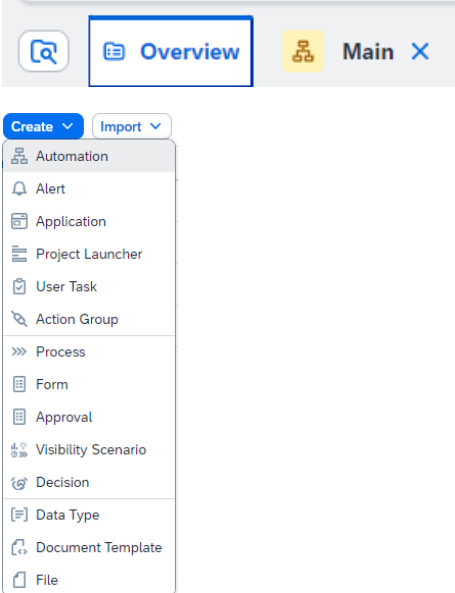 Overview Main
Create Import
Automation
Alert
Application
Project Launcher
User Task
Action Group
Process
Form
Approval
Visibility Scenario
Decision
Data Type
Document Template
File